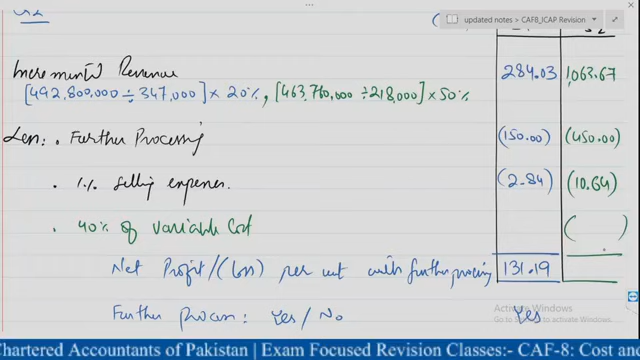 updated notes > CAF8_ICAP Revision
Incremental Revenue 284.03 1,063.67
[492,800,000 ÷ 347,000] × 20%, [463,760,000 ÷ 218,000] × 50%
Less: • Further Processing (150.00) (450.00)
• 1% Selling expenses. (2.84) (10.64)
• 40% of variable Cost ( )
Net Profit/(Loss) per unit with further processing 131.19
Further Process: Yes / No Yes
Activate Windows
Go to Settings to activate Windows.
Chartered Accountants of Pakistan | Exam Focused Revision Classes:- CAF-8: Cost and